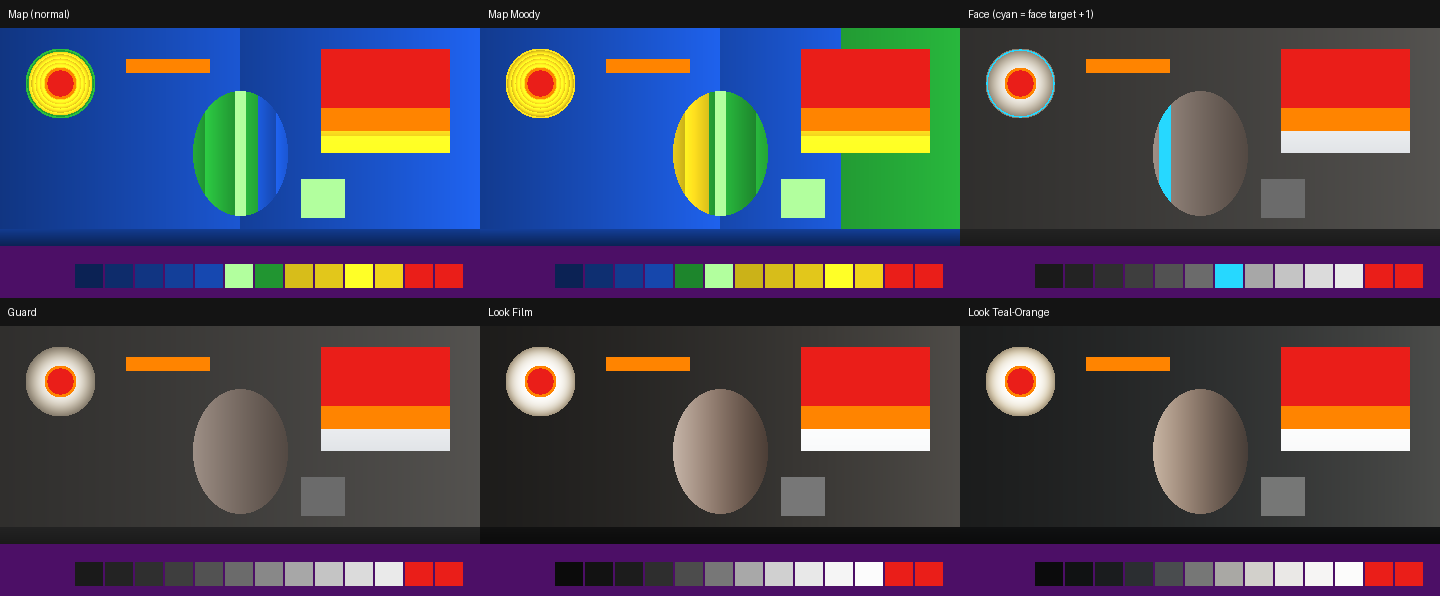 Map (normal)
Map Moody
Face (cyan = face target +1)
Guard
Look Film
Look Teal-Orange